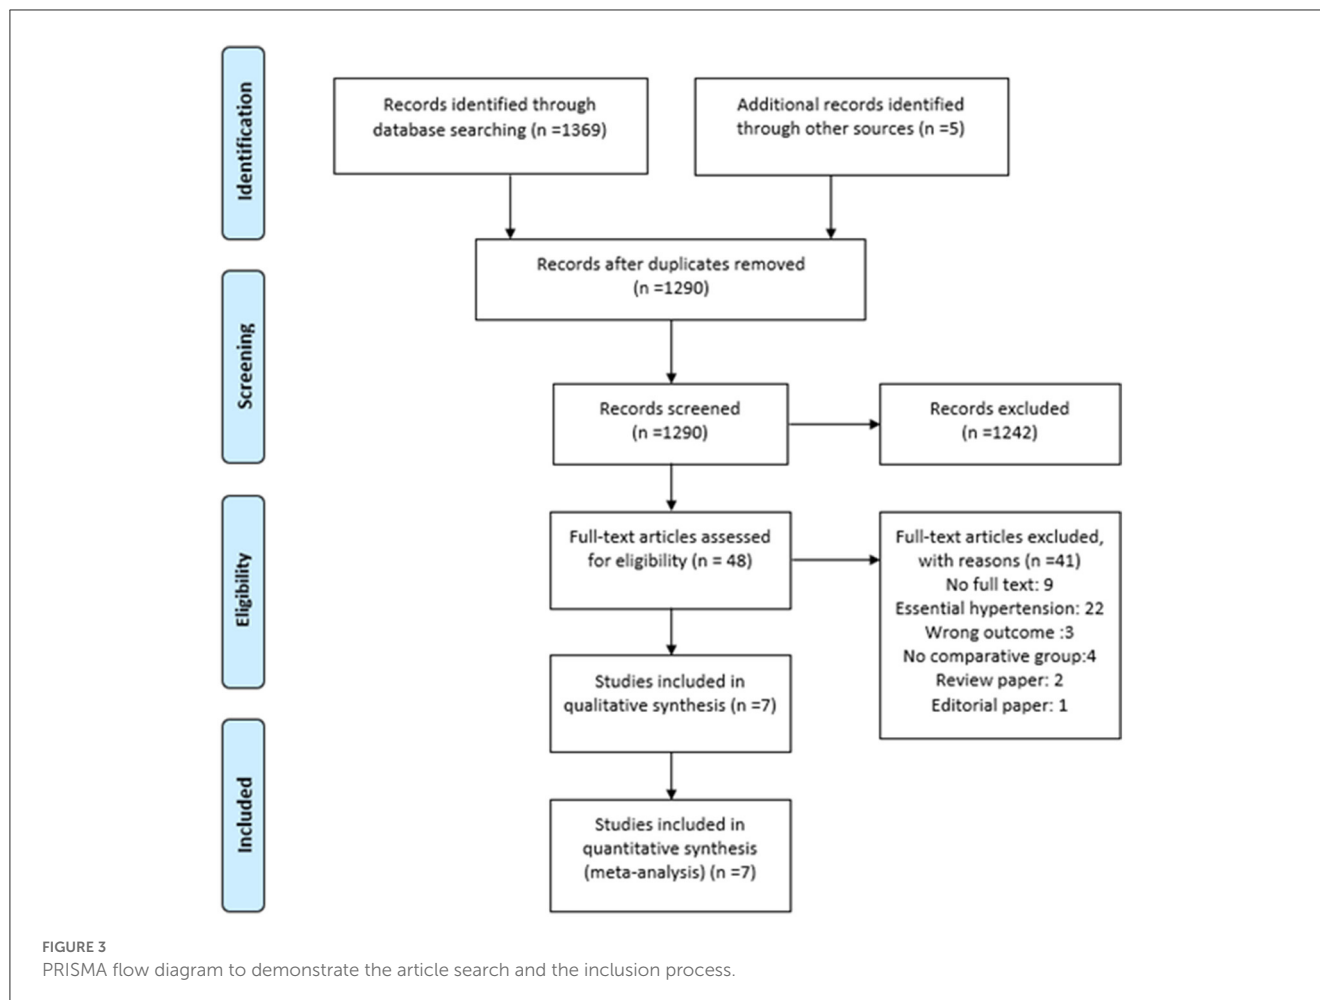 Identification
Records identified through
database searching (n =1369)
Additional records identified
through other sources (n =5)
Records after duplicates removed
(n =1290)
Screening
Records screened
(n =1290)
Records excluded
(n =1242)
Eligibility
Full-text articles assessed
for eligibility (n = 48)
Full-text articles excluded,
with reasons (n =41)
No full text: 9
Essential hypertension: 22
Wrong outcome :3
No comparative group:4
Review paper: 2
Editorial paper: 1
Studies included in
qualitative synthesis (n =7)
Included
Studies included in
quantitative synthesis
(meta-analysis) (n =7)
FIGURE 3
PRISMA flow diagram to demonstrate the article search and the inclusion process.